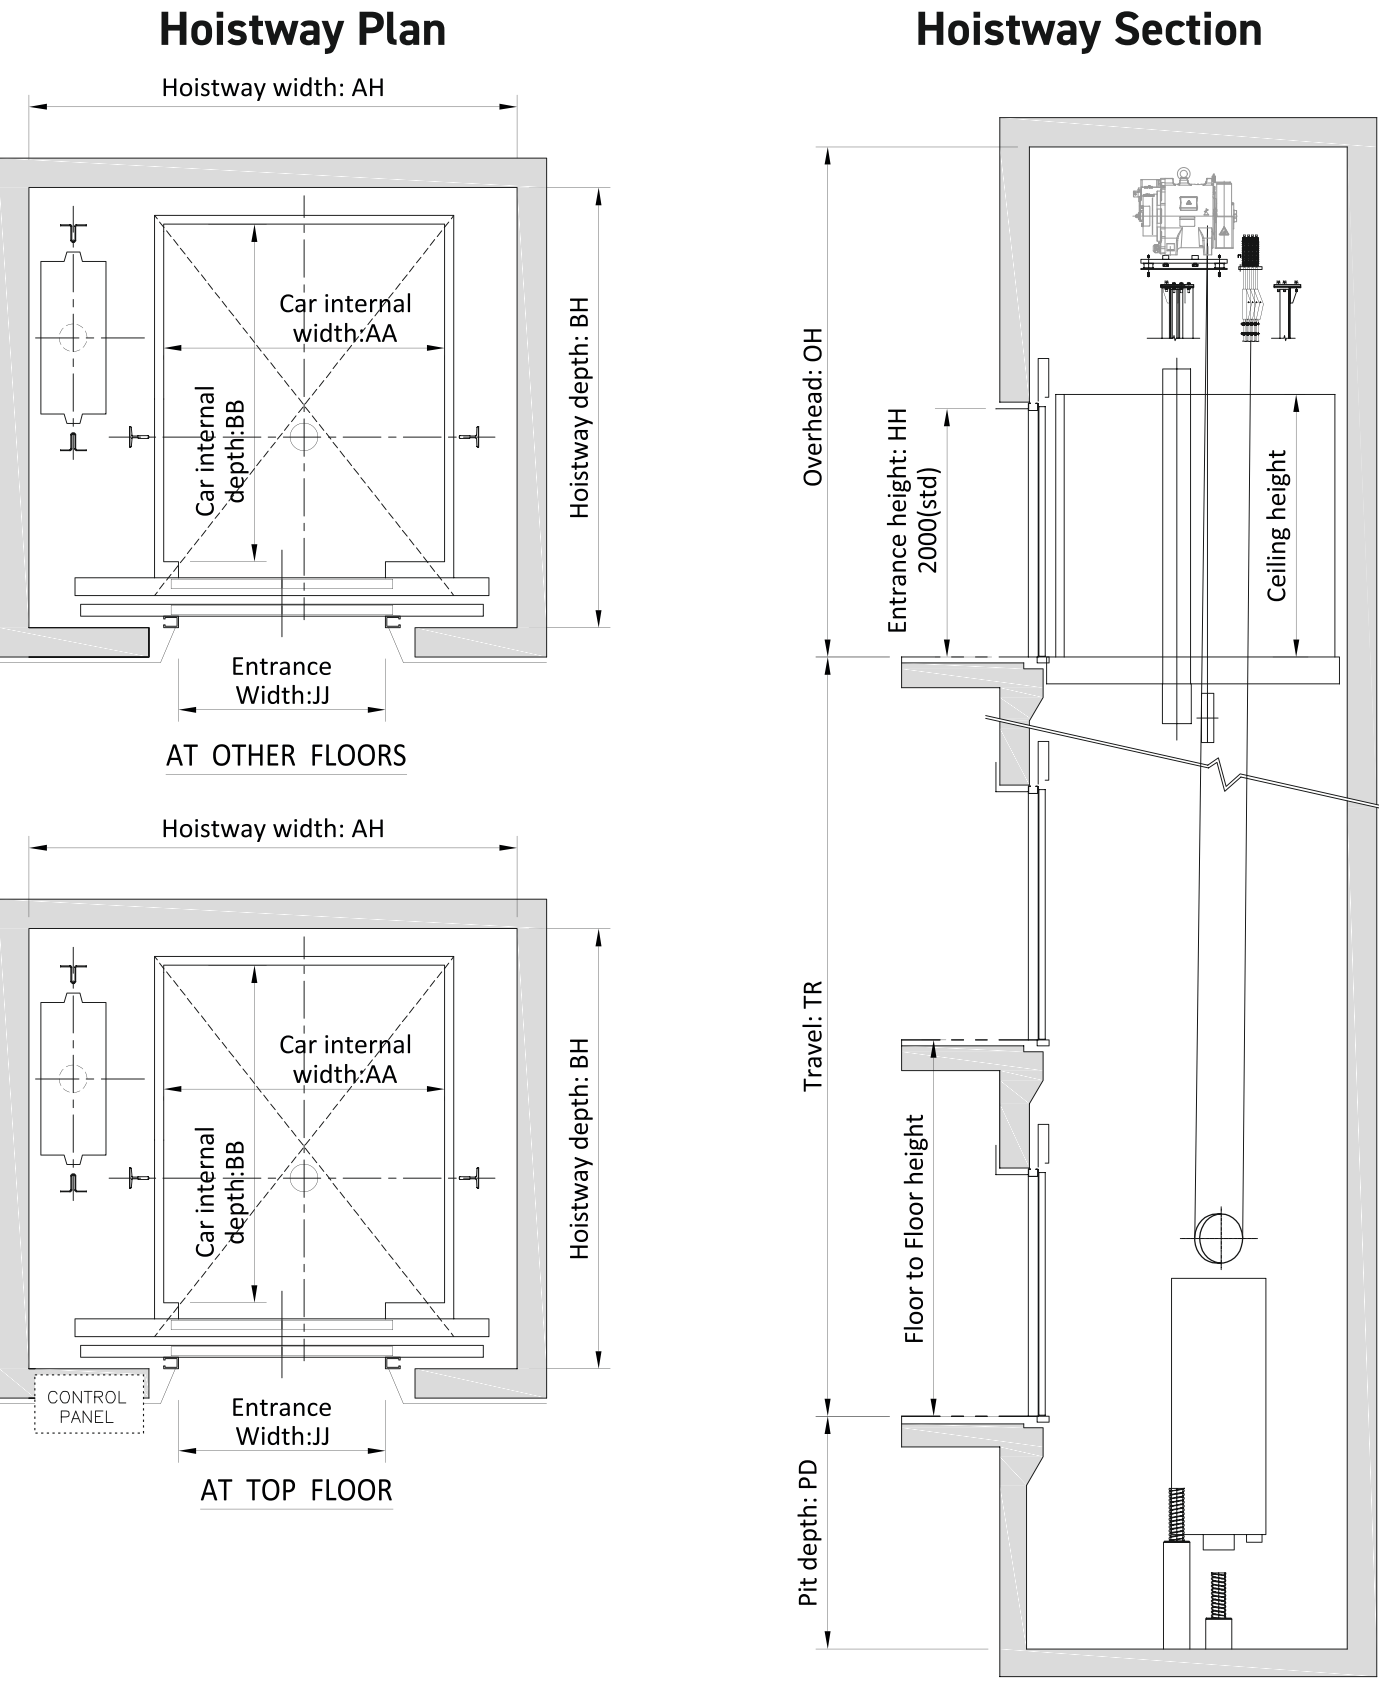 Hoistway Plan
Hoistway width: AH
Car internal
width:AA
Car internal
depth:BB
Hoistway depth: BH
Entrance
Width:JJ
AT OTHER FLOORS
Hoistway width: AH
Car internal
width:AA
Car internal
depth:BB
Hoistway depth: BH
CONTROL
PANEL
Entrance
Width:JJ
AT TOP FLOOR
Hoistway Section
Overhead: OH
Entrance height: HH
2000(std)
Ceiling height
Travel: TR
Floor to Floor height
Pit depth: PD